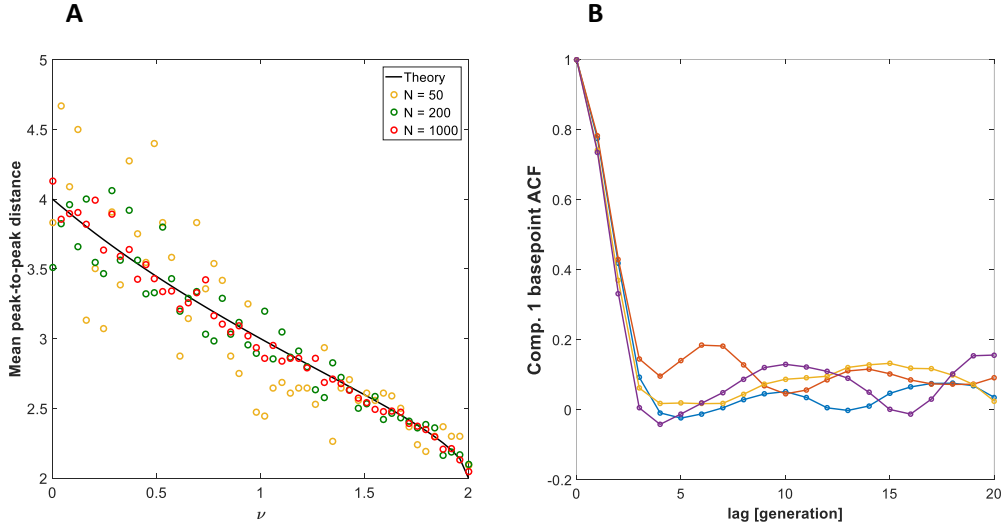 A
B
Mean peak-to-peak distance
5
4.5
4
3.5
3
2.5
2
0
0.5
1
1.5
2
ν
Theory
N = 50
N = 200
N = 1000
Comp. 1 basepoint ACF
1
0.8
0.6
0.4
0.2
0
-0.2
0
5
10
15
20
lag [generation]